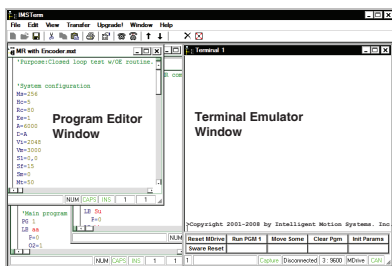 IMSTerm
File Edit View Transfer Upgrade! Window Help
MR with Encoder.mxt
'Purpose:Closed loop test w/OE routine.
'System configuration
Ms=256
Hc=5
Rc=80
Ee=1
A=6000
D=A
Vi=2048
Vm=3000
S1=0,0
Sf=15
Sm=0
Mt=50
Program Editor
Window
NUM CAPS INS 1 1
com
'Main program
PG 1
LB aa
P=0
O2=1
LB Su
P=0
NUM
NUM CAPS INS 1 1
Terminal 1
Terminal Emulator
Window
>Copyright 2001-2008 by Intelligent Motion Systems, Inc.
Reset MDrive Run PGM 1 Move Some Clear Pgm Init Params
Sware Reset
1 Capture Disconnected 3 : 9600 MDrive CAN